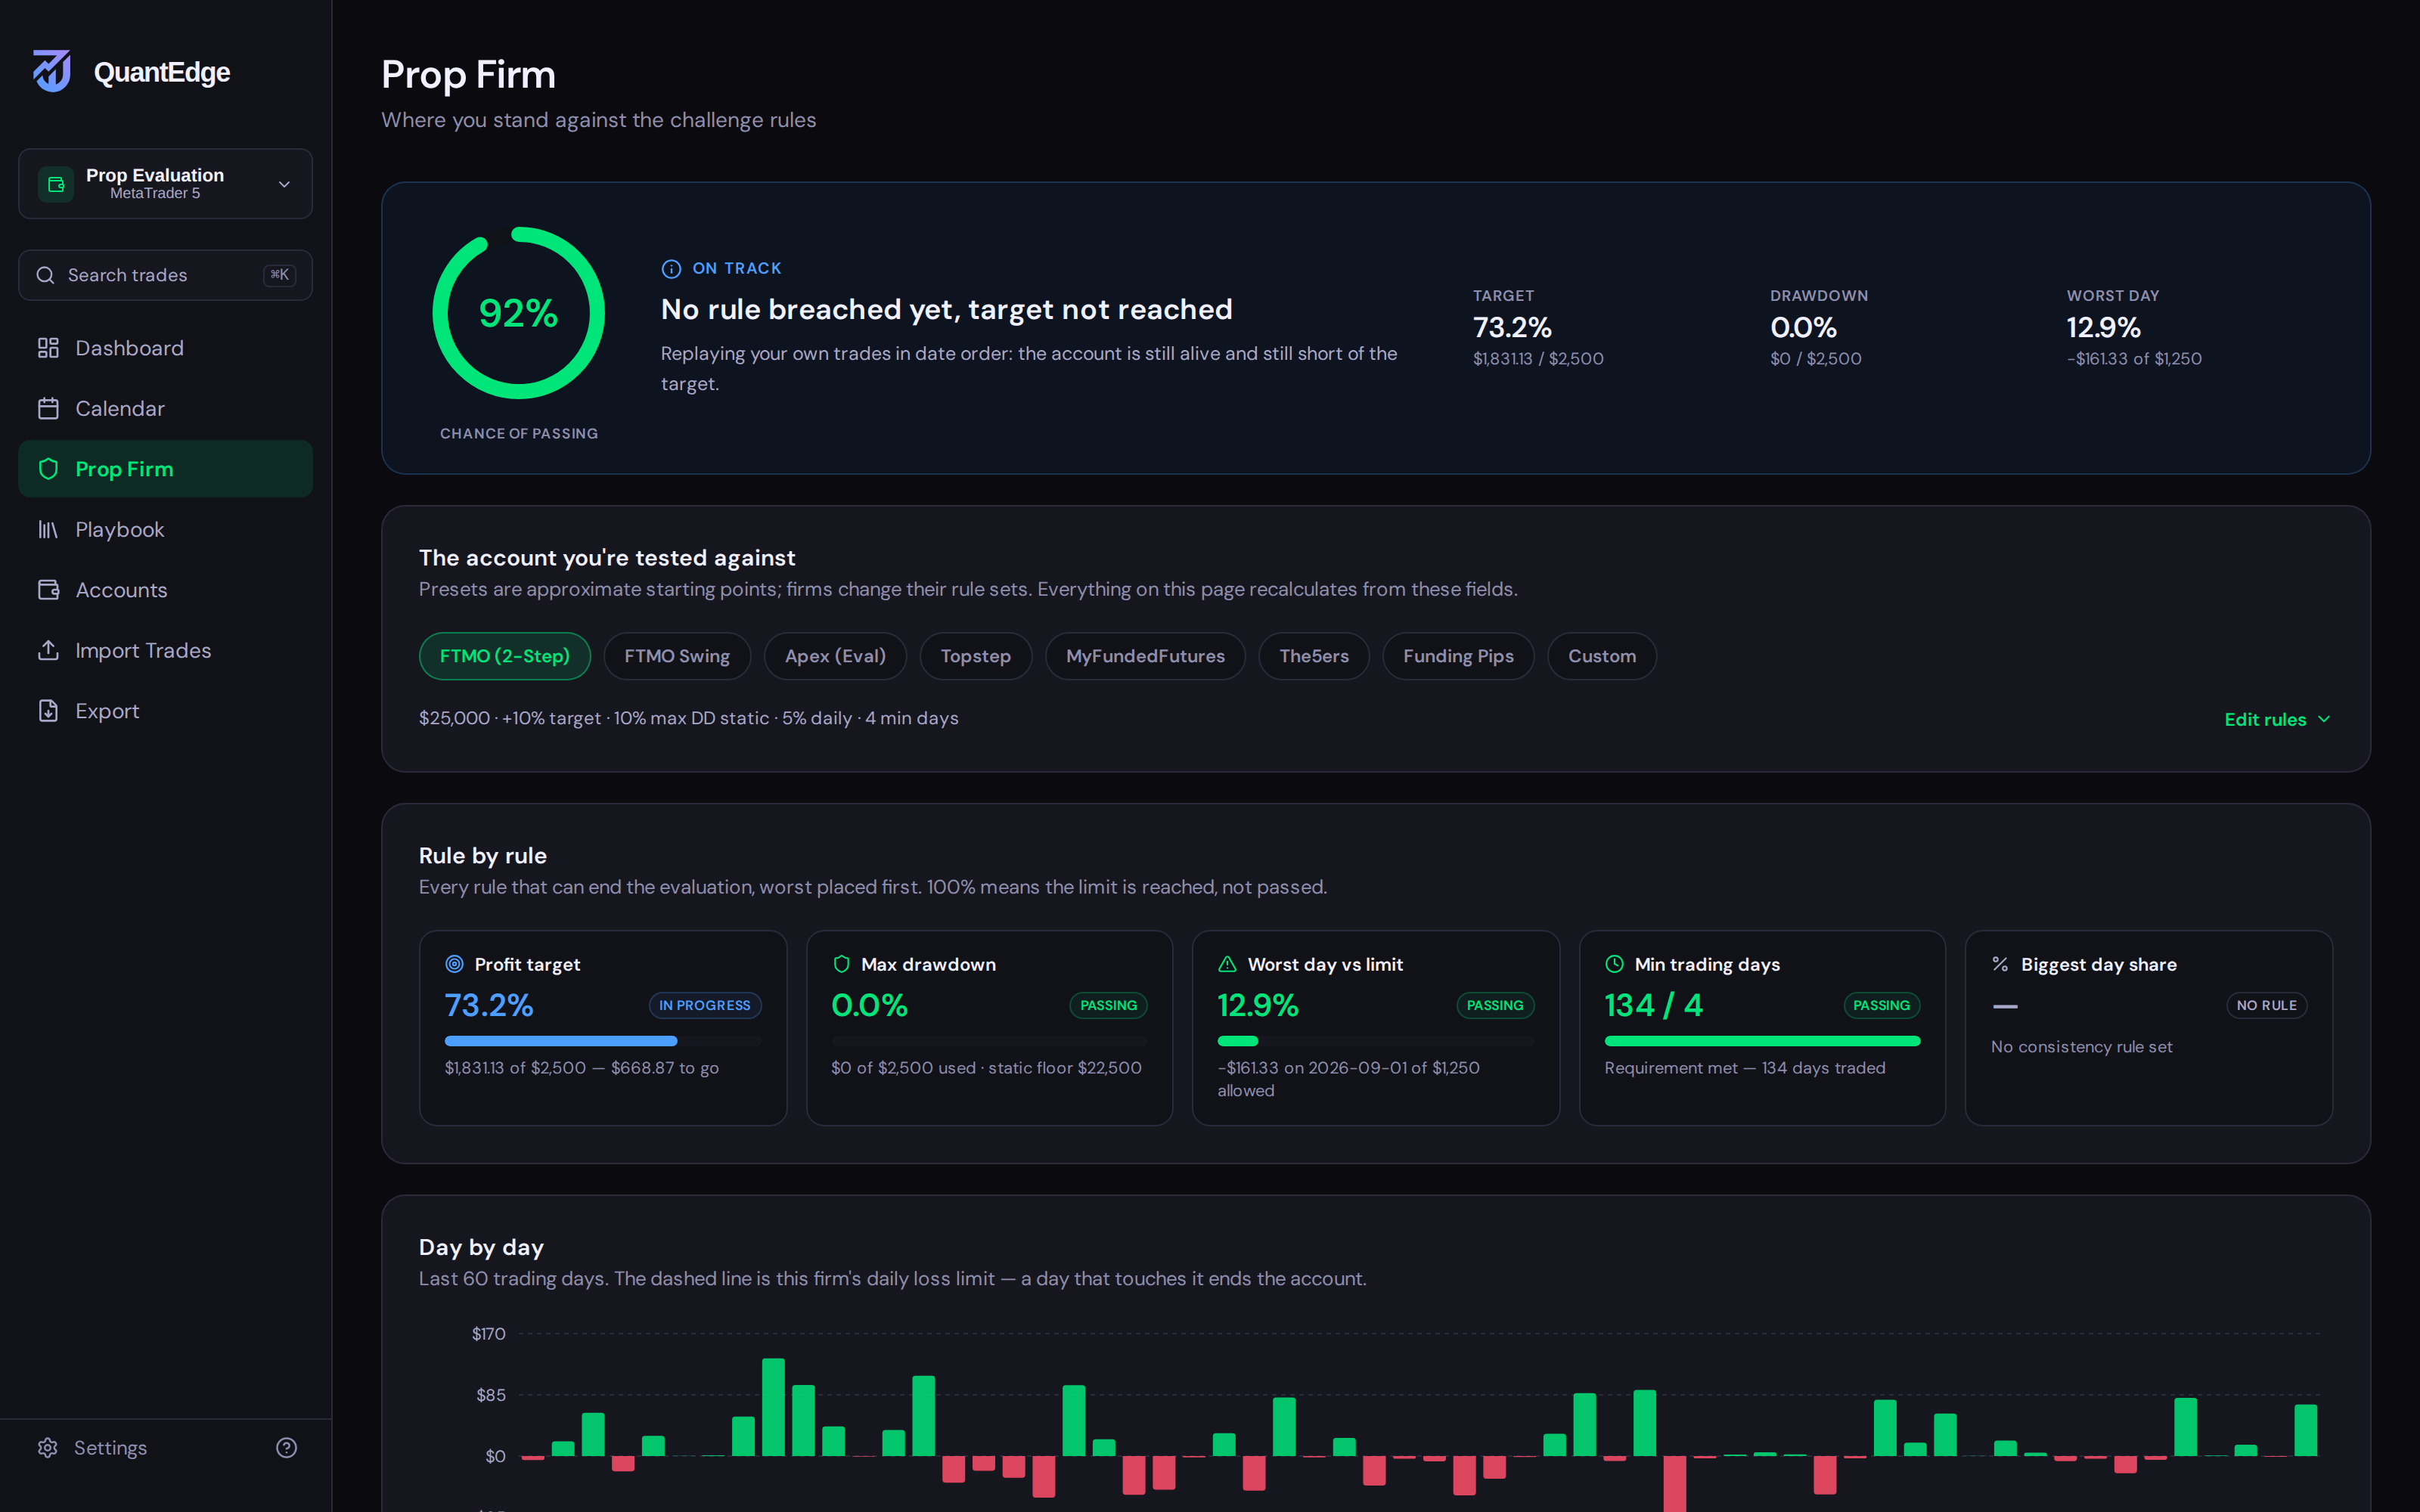 QuantEdge
Prop Evaluation
MetaTrader 5
Search trades
⌘K
Dashboard
Calendar
Prop Firm
Playbook
Accounts
Import Trades
Export
Settings
Prop Firm
Where you stand against the challenge rules
92%
CHANCE OF PASSING
ON TRACK
No rule breached yet, target not reached
Replaying your own trades in date order: the account is still alive and still short of the
target.
TARGET
73.2%
$1,831.13 / $2,500
DRAWDOWN
0.0%
$0 / $2,500
WORST DAY
12.9%
-$161.33 of $1,250
The account you're tested against
Presets are approximate starting points; firms change their rule sets. Everything on this page recalculates from these fields.
FTMO (2-Step)
FTMO Swing
Apex (Eval)
Topstep
MyFundedFutures
The5ers
Funding Pips
Custom
$25,000 · +10% target · 10% max DD static · 5% daily · 4 min days
Edit rules
Rule by rule
Every rule that can end the evaluation, worst placed first. 100% means the limit is reached, not passed.
Profit target
73.2%
IN PROGRESS
$1,831.13 of $2,500 — $668.87 to go
Max drawdown
0.0%
PASSING
$0 of $2,500 used · static floor $22,500
Worst day vs limit
12.9%
PASSING
-$161.33 on 2026-09-01 of $1,250
allowed
Min trading days
134 / 4
PASSING
Requirement met — 134 days traded
Biggest day share
—
NO RULE
No consistency rule set
Day by day
Last 60 trading days. The dashed line is this firm's daily loss limit — a day that touches it ends the account.
$170
$85
$0